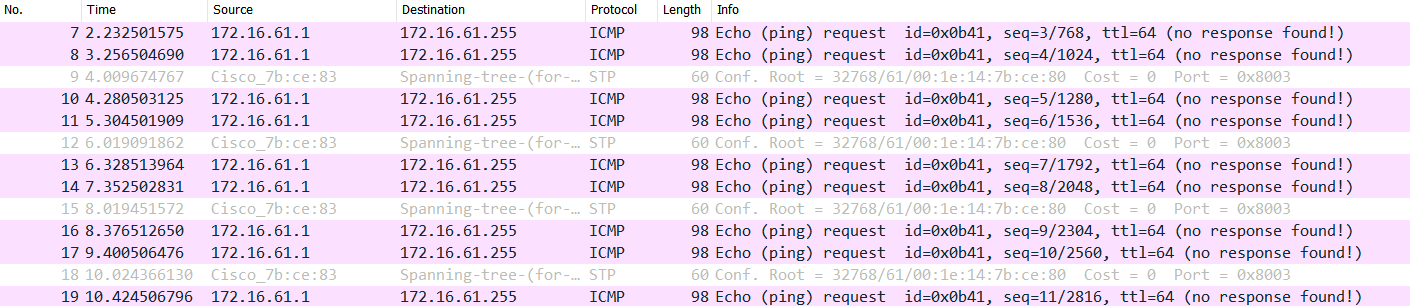 No. Time Source Destination Protocol Length Info
7 2.232501575 172.16.61.1 172.16.61.255 ICMP 98 Echo (ping) request id=0x0b41, seq=3/768, ttl=64 (no response found!)
8 3.256504690 172.16.61.1 172.16.61.255 ICMP 98 Echo (ping) request id=0x0b41, seq=4/1024, ttl=64 (no response found!)
9 4.009674767 Cisco_7b:ce:83 Spanning-tree-(for-… STP 60 Conf. Root = 32768/61/00:1e:14:7b:ce:80 Cost = 0 Port = 0x8003
10 4.280503125 172.16.61.1 172.16.61.255 ICMP 98 Echo (ping) request id=0x0b41, seq=5/1280, ttl=64 (no response found!)
11 5.304501909 172.16.61.1 172.16.61.255 ICMP 98 Echo (ping) request id=0x0b41, seq=6/1536, ttl=64 (no response found!)
12 6.019091862 Cisco_7b:ce:83 Spanning-tree-(for-… STP 60 Conf. Root = 32768/61/00:1e:14:7b:ce:80 Cost = 0 Port = 0x8003
13 6.328513964 172.16.61.1 172.16.61.255 ICMP 98 Echo (ping) request id=0x0b41, seq=7/1792, ttl=64 (no response found!)
14 7.352502831 172.16.61.1 172.16.61.255 ICMP 98 Echo (ping) request id=0x0b41, seq=8/2048, ttl=64 (no response found!)
15 8.019451572 Cisco_7b:ce:83 Spanning-tree-(for-… STP 60 Conf. Root = 32768/61/00:1e:14:7b:ce:80 Cost = 0 Port = 0x8003
16 8.376512650 172.16.61.1 172.16.61.255 ICMP 98 Echo (ping) request id=0x0b41, seq=9/2304, ttl=64 (no response found!)
17 9.400506476 172.16.61.1 172.16.61.255 ICMP 98 Echo (ping) request id=0x0b41, seq=10/2560, ttl=64 (no response found!)
18 10.024366130 Cisco_7b:ce:83 Spanning-tree-(for-… STP 60 Conf. Root = 32768/61/00:1e:14:7b:ce:80 Cost = 0 Port = 0x8003
19 10.424506796 172.16.61.1 172.16.61.255 ICMP 98 Echo (ping) request id=0x0b41, seq=11/2816, ttl=64 (no response found!)